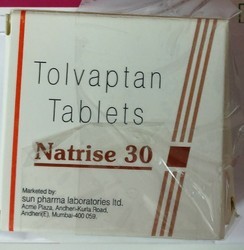 Tolvaptan
Tablets
Natrise 30
Marketed by:
sun pharma laboratories ltd.
Acme Plaza, Andheri-Kurla Road,
Andheri(E), Mumbai-400 059.